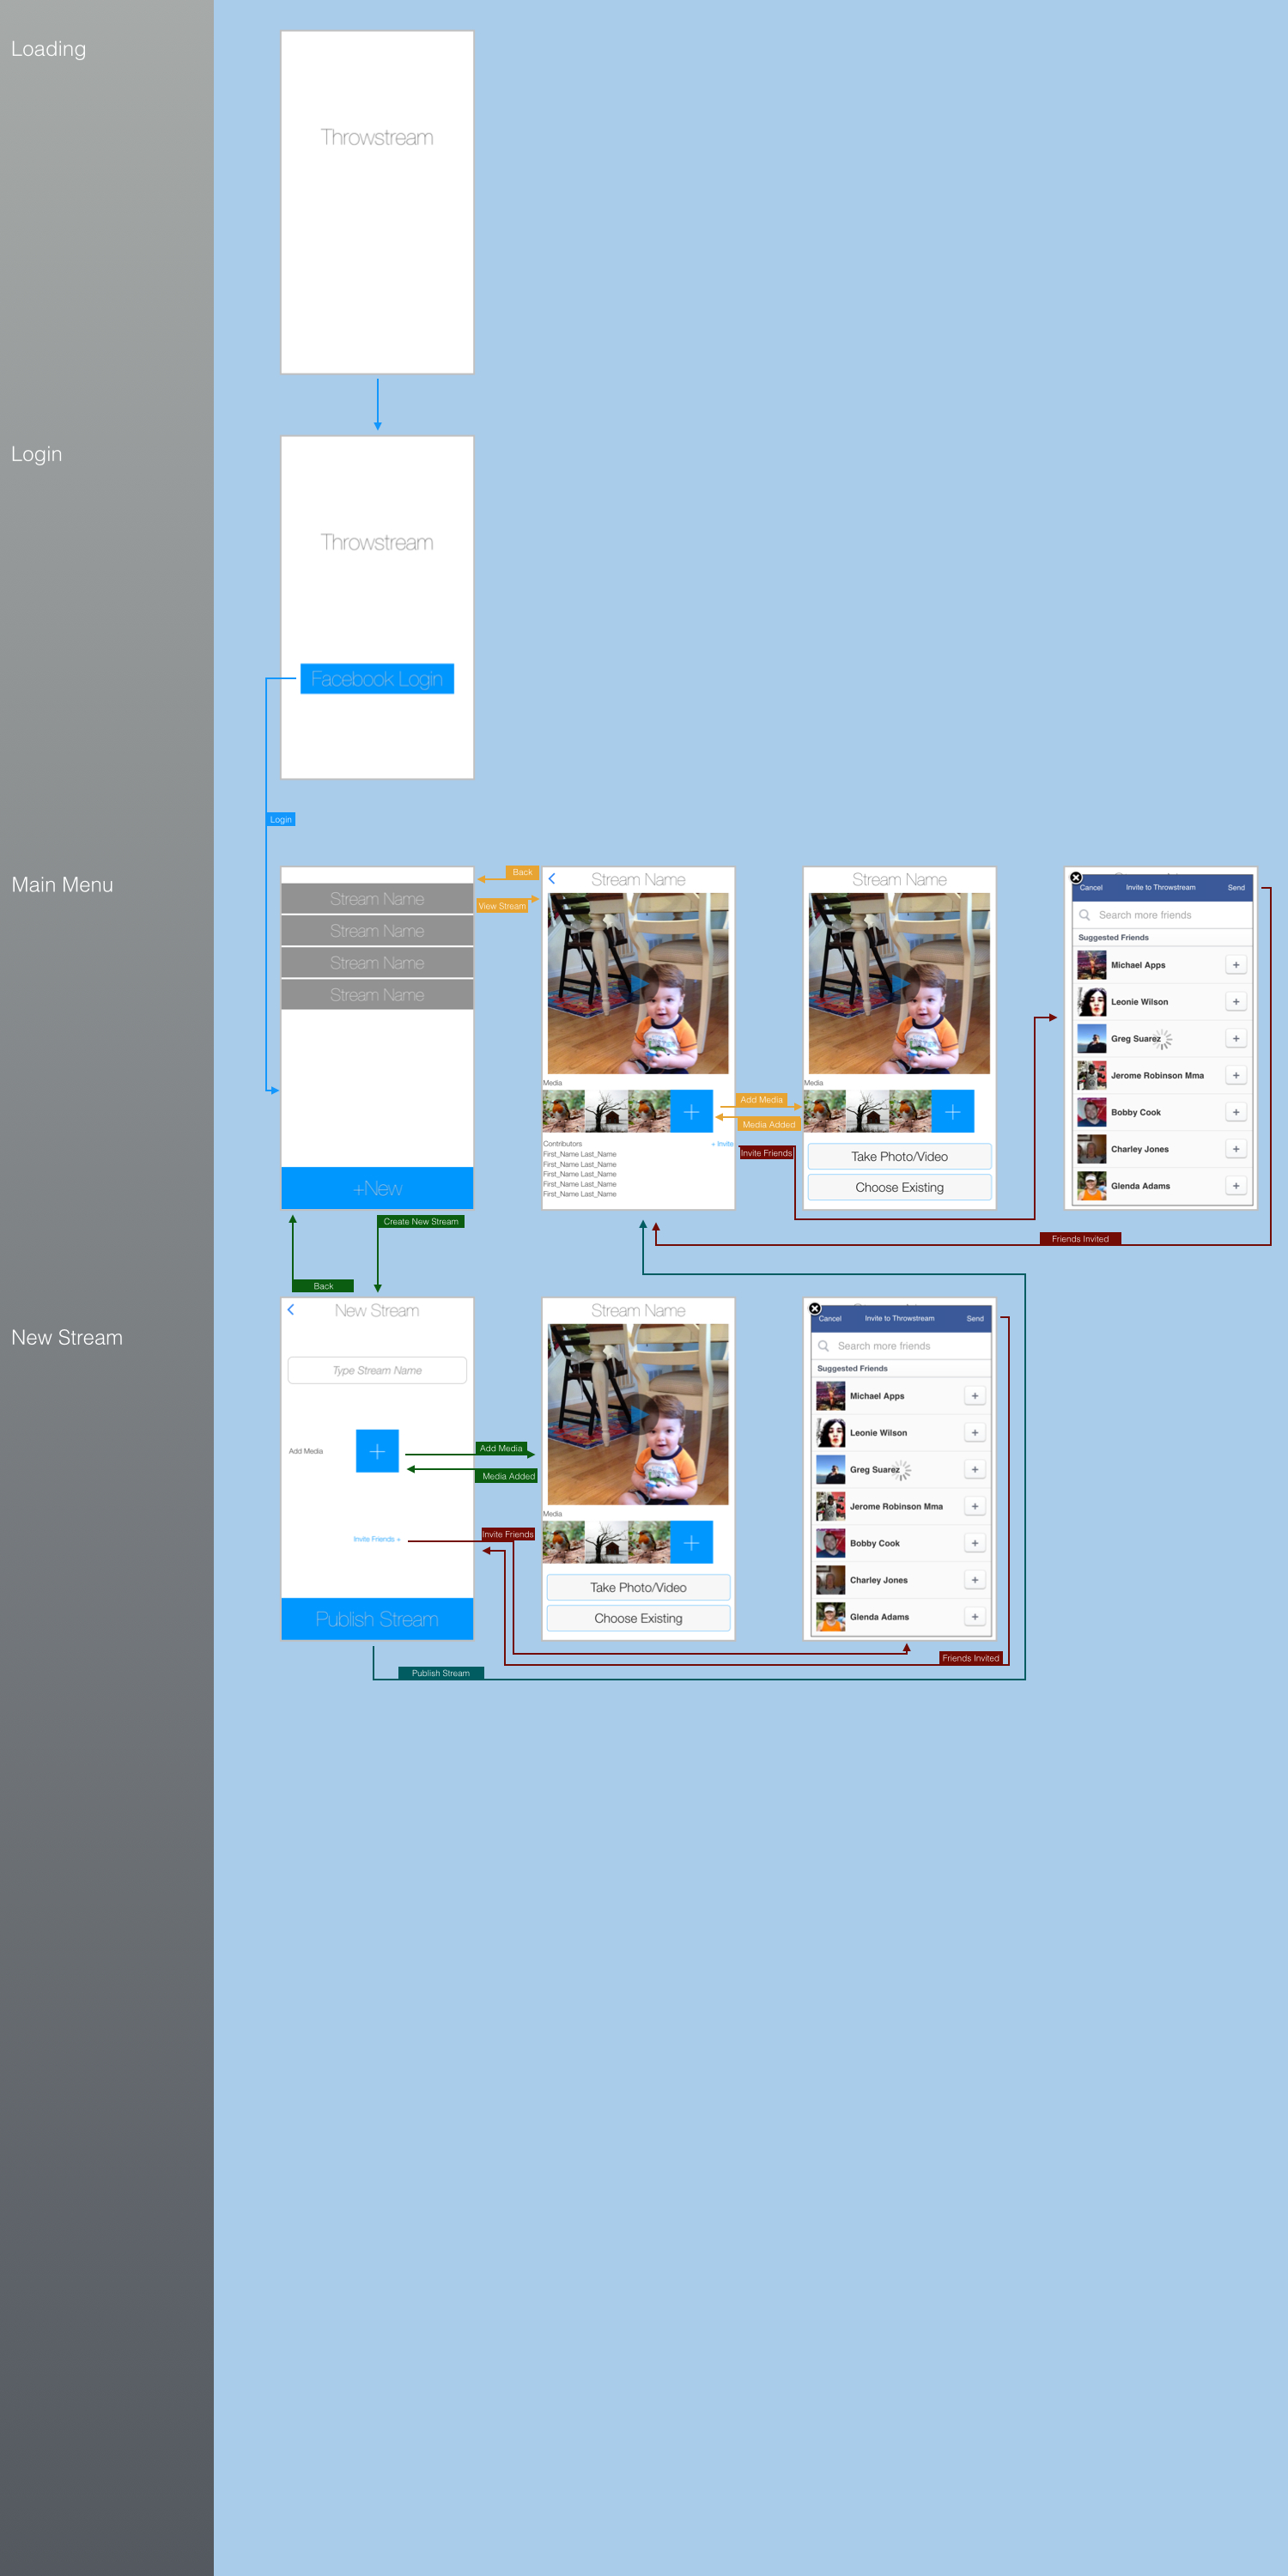 Loading
Throwstream
Login
Throwstream
Facebook Login
Login
Main Menu
Stream Name
Stream Name
Stream Name
Stream Name
+New
Back
View Stream
Stream Name
Media
Contributors
+ Invite
First_Name Last_Name
First_Name Last_Name
First_Name Last_Name
First_Name Last_Name
First_Name Last_Name
Add Media
Media Added
Invite Friends
Stream Name
Media
Take Photo/Video
Choose Existing
Cancel
Invite to Throwstream
Send
Search more friends
Suggested Friends
Michael Apps
+
Leonie Wilson
+
Greg Suarez
+
Jerome Robinson Mma
+
Bobby Cook
+
Charley Jones
+
Glenda Adams
+
Friends Invited
Create New Stream
Back
New Stream
New Stream
Type Stream Name
Add Media
Invite Friends +
Publish Stream
Add Media
Media Added
Invite Friends
Stream Name
Media
Take Photo/Video
Choose Existing
Cancel
Invite to Throwstream
Send
Search more friends
Suggested Friends
Michael Apps
+
Leonie Wilson
+
Greg Suarez
+
Jerome Robinson Mma
+
Bobby Cook
+
Charley Jones
+
Glenda Adams
+
Friends Invited
Publish Stream